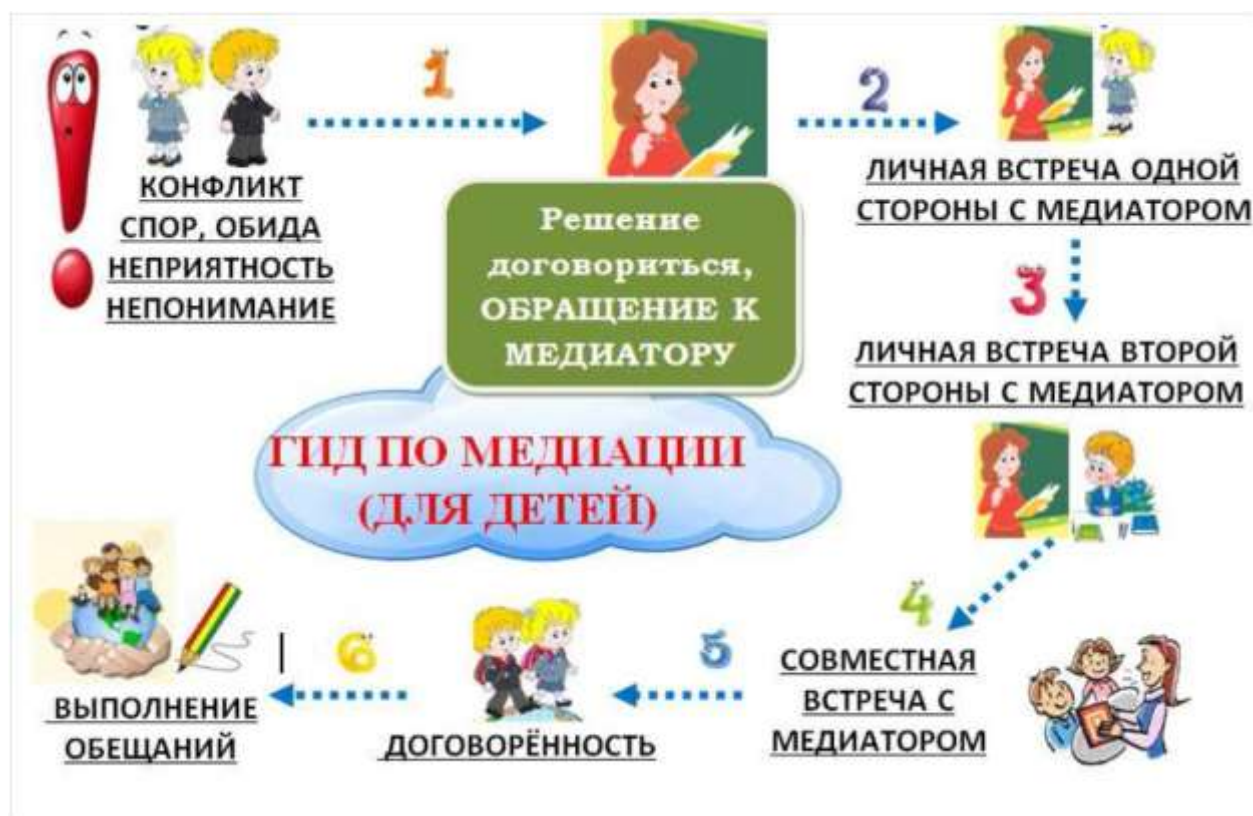 КОНФЛИКТ
СПОР, ОБИДА
НЕПРИЯТНОСТЬ
НЕПОНИМАНИЕ
1
Решение
договориться,
ОБРАЩЕНИЕ К
МЕДИАТОРУ
2
ЛИЧНАЯ ВСТРЕЧА ОДНОЙ
СТОРОНЫ С МЕДИАТОРОМ
3
ЛИЧНАЯ ВСТРЕЧА ВТОРОЙ
СТОРОНЫ С МЕДИАТОРОМ
ГИД ПО МЕДИАЦИИ
(ДЛЯ ДЕТЕЙ)
4
СОВМЕСТНАЯ
ВСТРЕЧА С
МЕДИАТОРОМ
5
ДОГОВОРЁННОСТЬ
6
ВЫПОЛНЕНИЕ
ОБЕЩАНИЙ